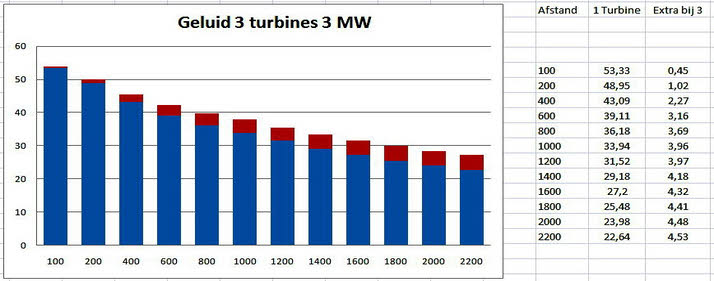 Geluid 3 turbines 3 MW
60
50
40
30
20
10
0
100 200 400 600 800 1000 1200 1400 1600 1800 2000 2200
Afstand 1 Turbine Extra bij 3
100 53,33 0,45
200 48,95 1,02
400 43,09 2,27
600 39,11 3,16
800 36,18 3,69
1000 33,94 3,96
1200 31,52 3,97
1400 29,18 4,18
1600 27,2 4,32
1800 25,48 4,41
2000 23,98 4,48
2200 22,64 4,53